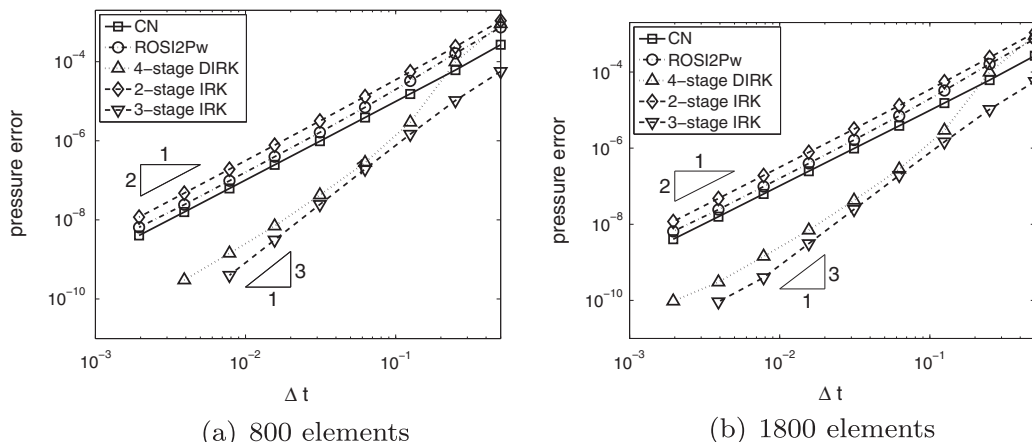 CN
ROSI2Pw
4-stage DIRK
2-stage IRK
3-stage IRK
10⁻⁴
10⁻⁶
10⁻⁸
10⁻¹⁰
pressure error
1
2
3
1
10⁻³
10⁻²
10⁻¹
Δ t
(a) 800 elements
CN
ROSI2Pw
4-stage DIRK
2-stage IRK
3-stage IRK
10⁻⁴
10⁻⁶
10⁻⁸
10⁻¹⁰
pressure error
1
2
3
1
10⁻³
10⁻²
10⁻¹
Δ t
(b) 1800 elements